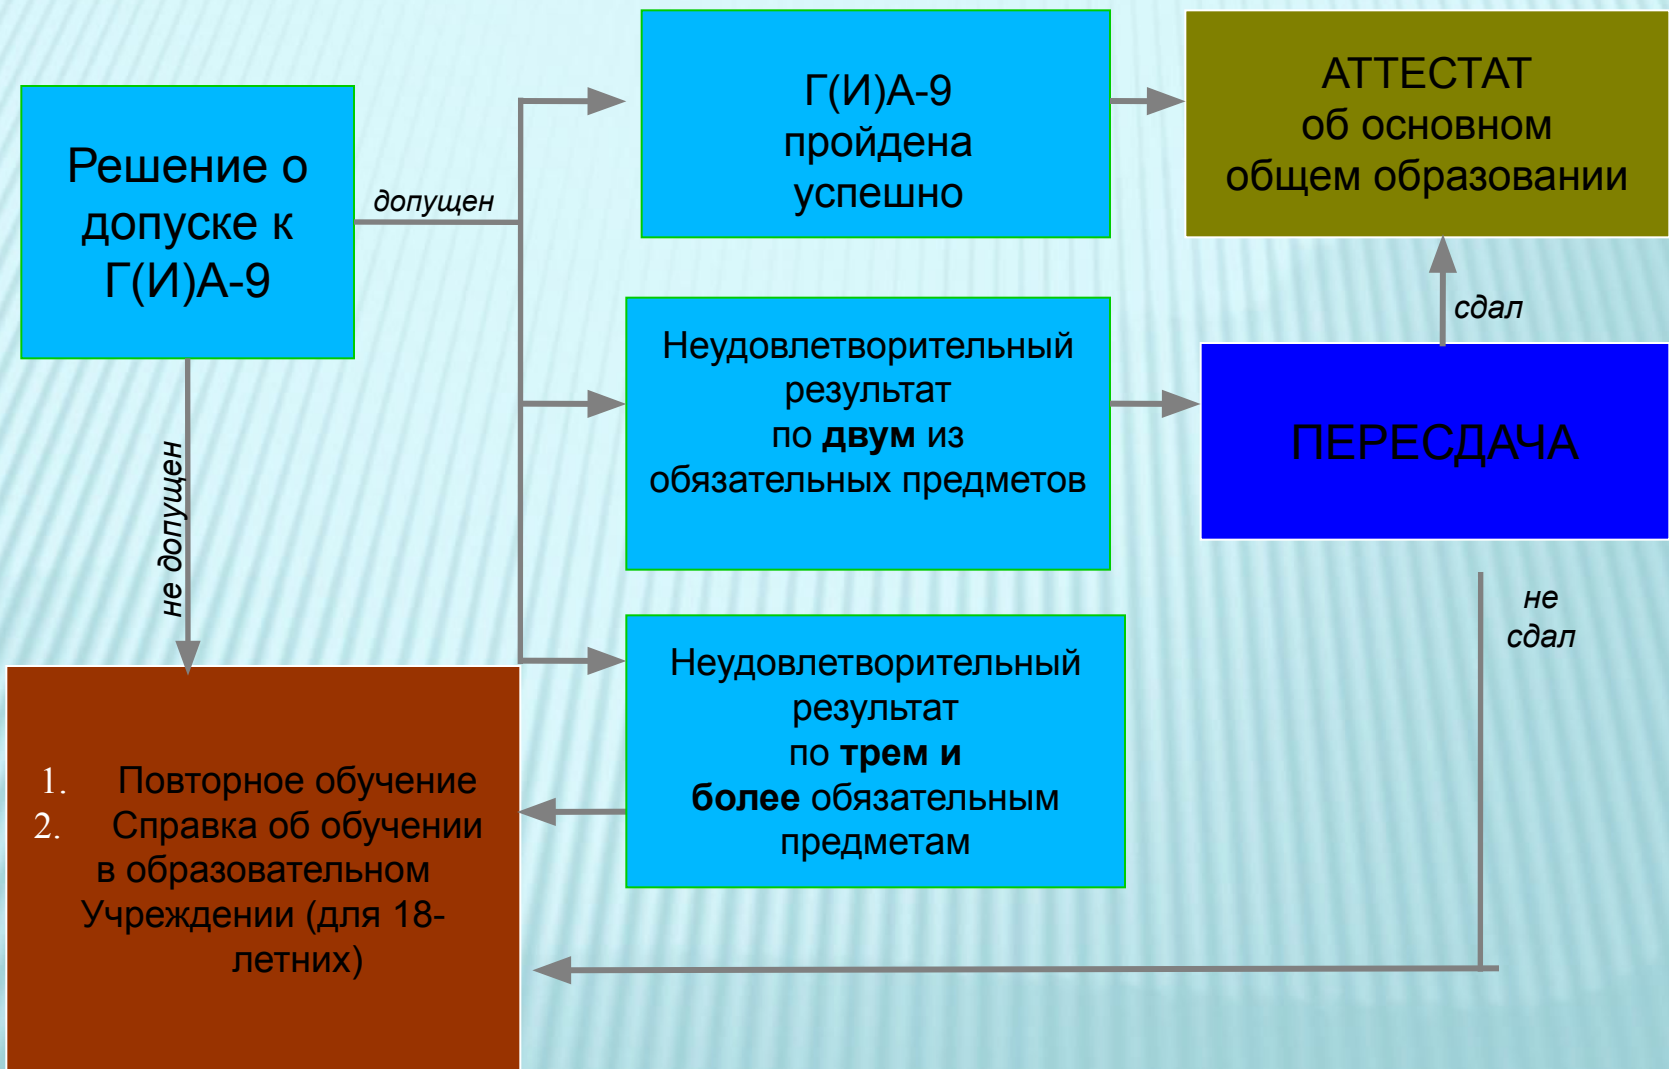 Решение о
допуске к
Г(И)А-9
допущен
не допущен
Г(И)А-9
пройдена
успешно
АТТЕСТАТ
об основном
общем образовании
Неудовлетворительный
результат
по двум из
обязательных предметов
сдал
ПЕРЕСДАЧА
не
сдал
Неудовлетворительный
результат
по трем и
более обязательным
предметам
1. Повторное обучение
2. Справка об обучении
в образовательном
Учреждении (для 18-
летних)